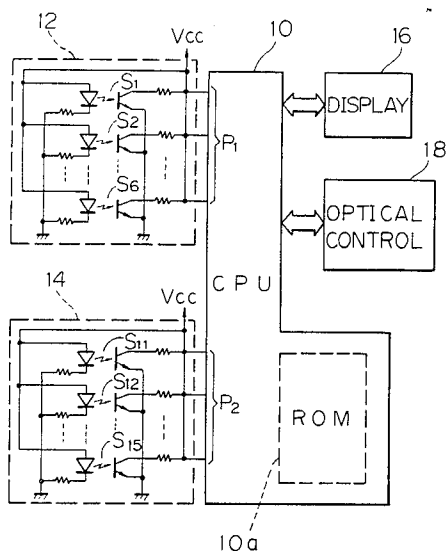 12
Vcc
10
16
S1
S2
S6
P1
DISPLAY
18
OPTICAL
CONTROL
CPU
14
Vcc
S11
S12
S15
P2
ROM
10a